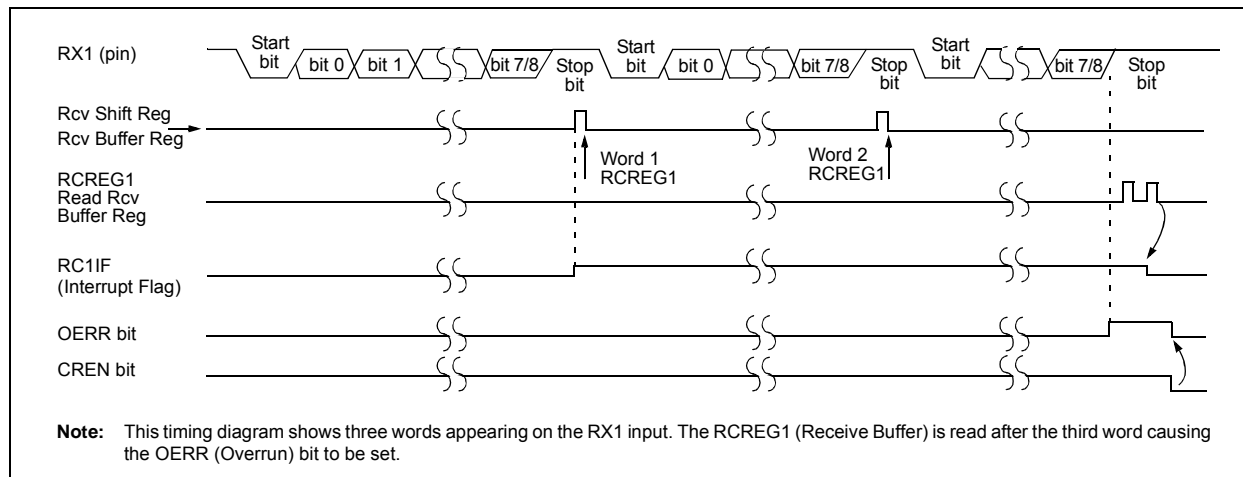 RX1 (pin)
Start
bit
bit 0
bit 1
bit 7/8
Stop
bit
Start
bit
bit 0
bit 7/8
Stop
bit
Start
bit
bit 7/8
Stop
bit
Rcv Shift Reg
Rcv Buffer Reg
Word 1
RCREG1
Word 2
RCREG1
RCREG1
Read Rcv
Buffer Reg
RC1IF
(Interrupt Flag)
OERR bit
CREN bit
Note: This timing diagram shows three words appearing on the RX1 input. The RCREG1 (Receive Buffer) is read after the third word causing
the OERR (Overrun) bit to be set.